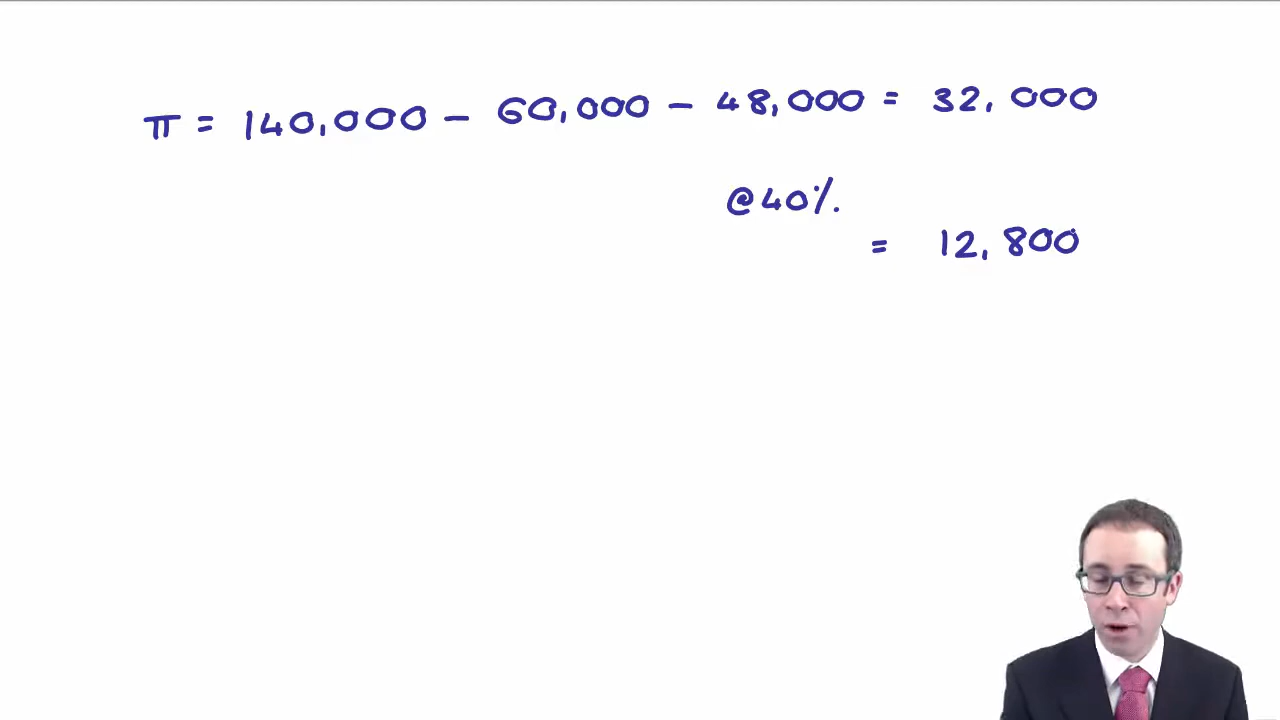 π = 140,000 - 60,000 - 48,000 = 32,000
@40%
= 12,800